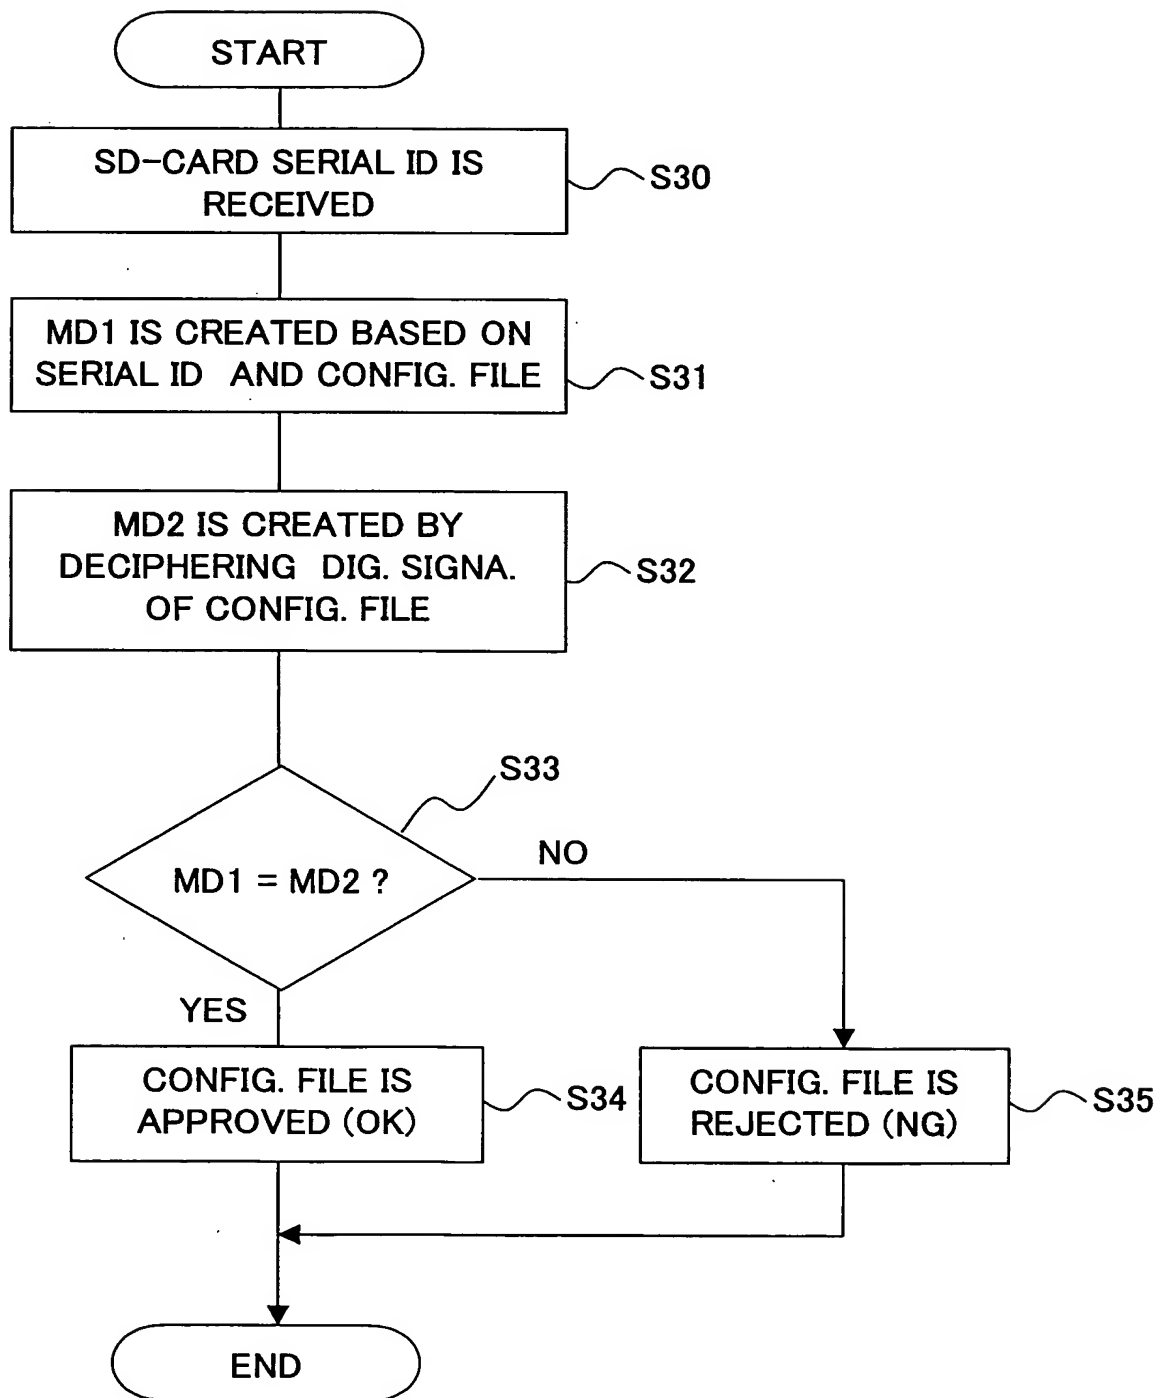 START
SD-CARD SERIAL ID IS
RECEIVED
S30
MD1 IS CREATED BASED ON
SERIAL ID AND CONFIG. FILE
S31
MD2 IS CREATED BY
DECIPHERING DIG. SIGNA.
OF CONFIG. FILE
S32
S33
MD1 = MD2 ?
NO
YES
CONFIG. FILE IS
APPROVED (OK)
S34
CONFIG. FILE IS
REJECTED (NG)
S35
END